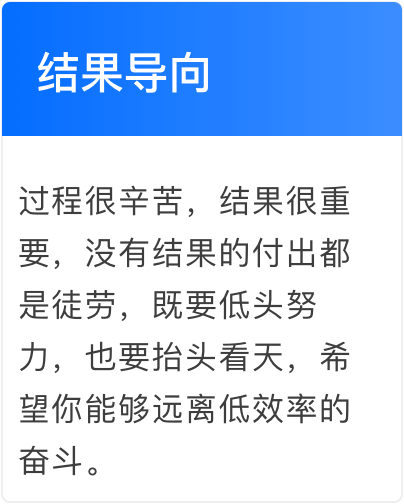 结果导向
过程很辛苦，结果很重
要，没有结果的付出都
是徒劳，既要低头努
力，也要抬头看天，希
望你能够远离低效率的
奋斗。